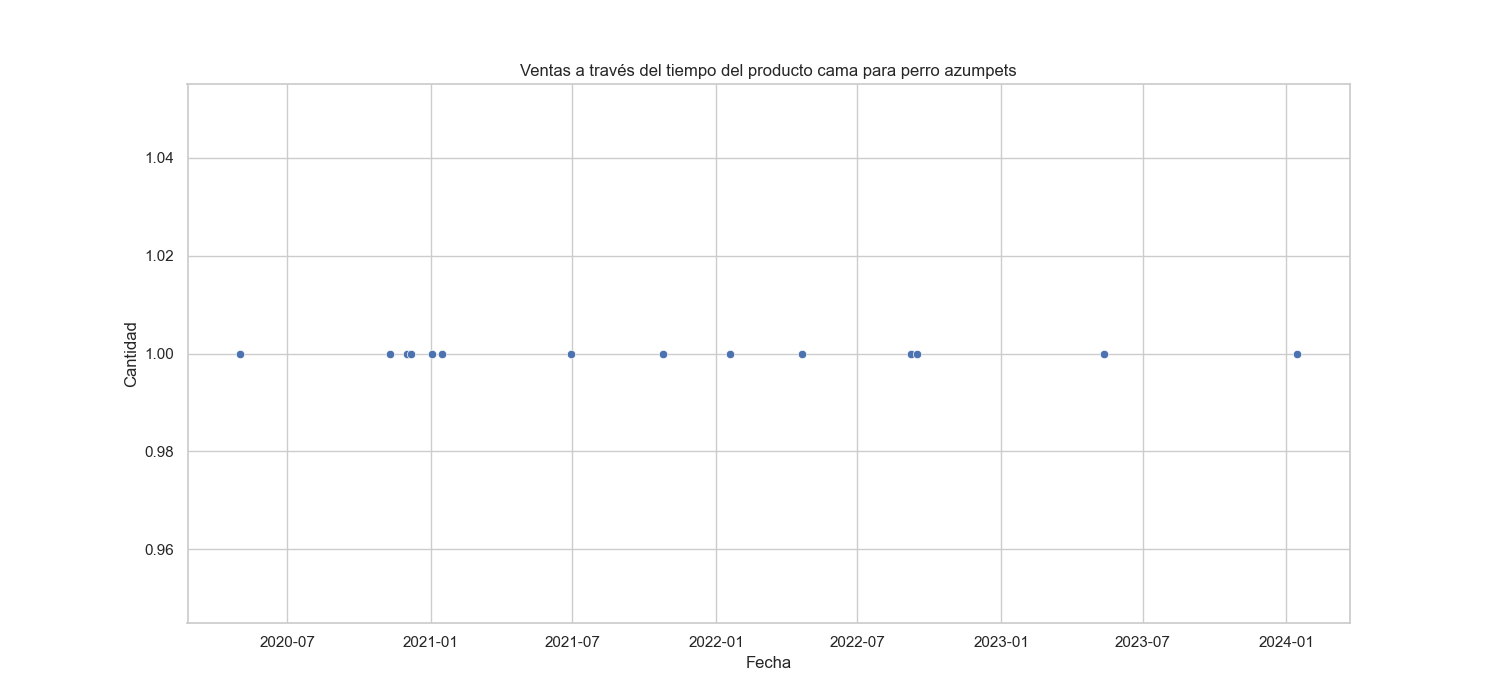 Ventas a través del tiempo del producto cama para perro azumpets
1.04
1.02
1.00
0.98
0.96
Cantidad
2020-07 2021-01 2021-07 2022-01 2022-07 2023-01 2023-07 2024-01
Fecha